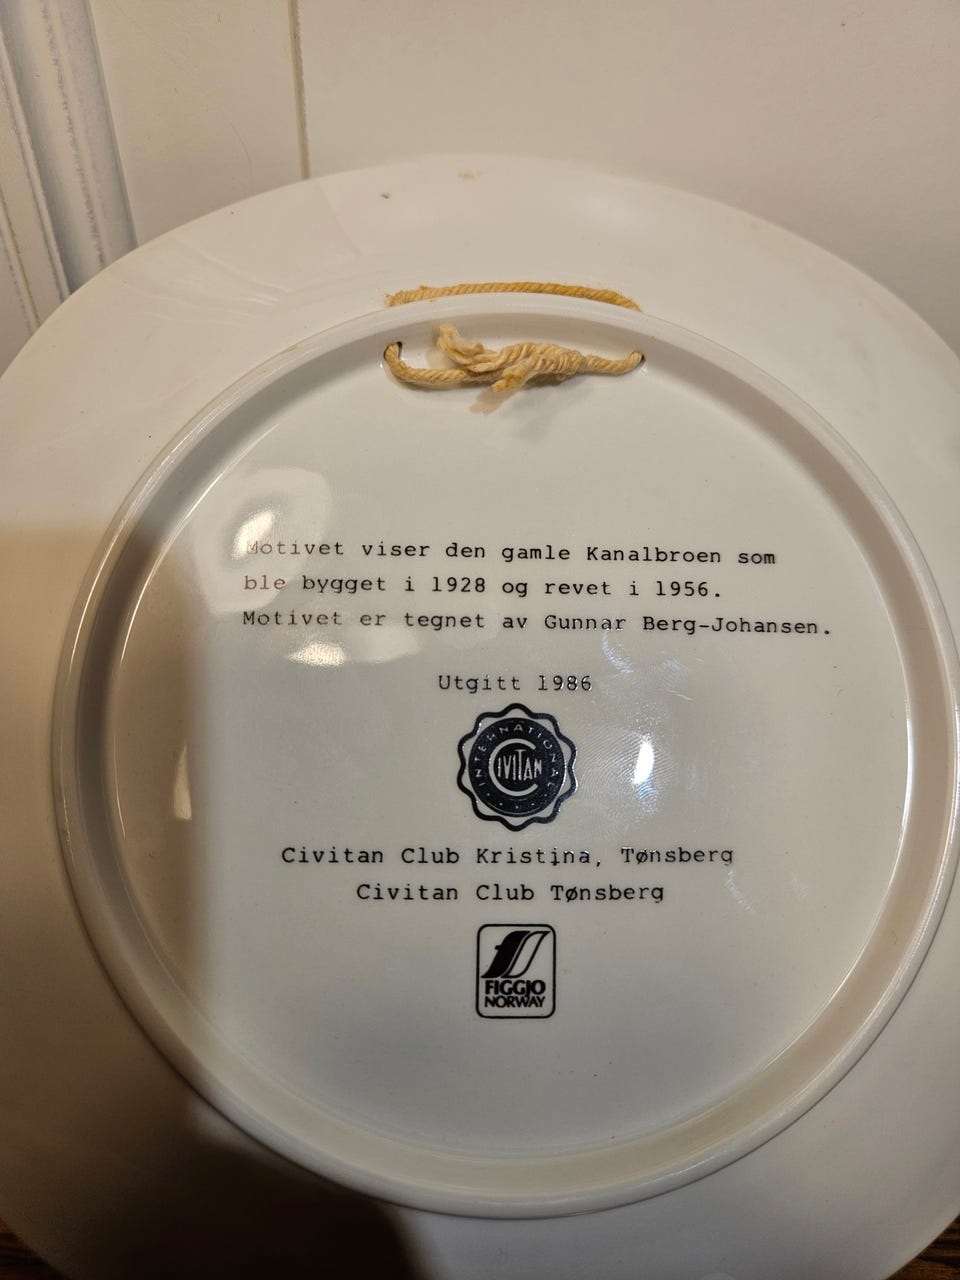 Motivet viser den gamle Kanalbroen som
ble bygget i 1928 og revet i 1956.
Motivet er tegnet av Gunnar Berg-Johansen.
Utgitt 1986
INTERNATIONAL
CIVITAN
Civitan Club Kristina, Tønsberg
Civitan Club Tønsberg
FIGGJO
NORWAY